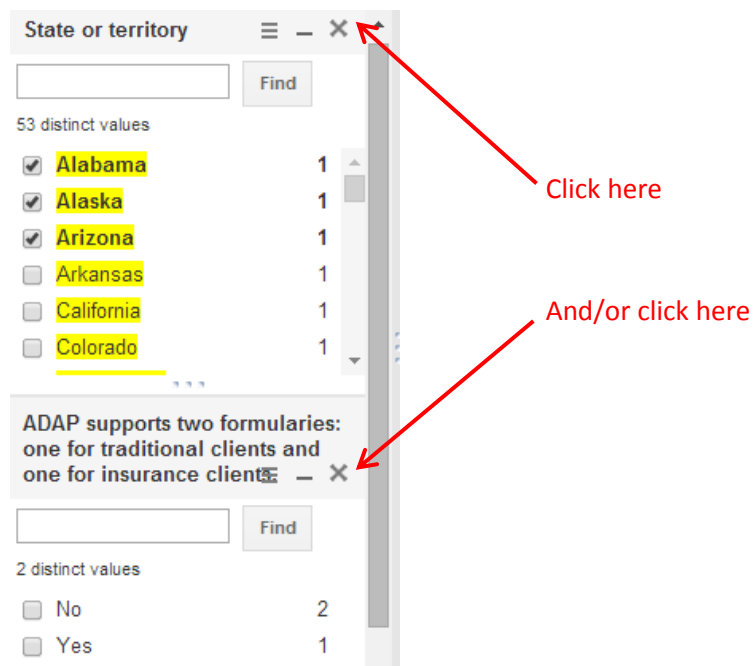 State or territory
Find
53 distinct values
Alabama 1
Alaska 1
Arizona 1
Click here
Arkansas 1
California 1
And/or click here
Colorado 1
ADAP supports two formularies:
one for traditional clients and
one for insurance clients
Find
2 distinct values
No 2
Yes 1